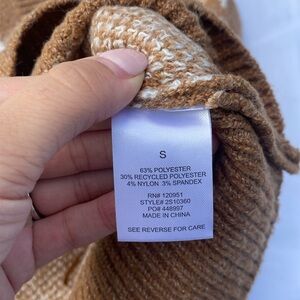 S
63% POLYESTER
30% RECYCLED POLYESTER
4% NYLON 3% SPANDEX
RN# 120951
STYLE# 2S10360
PO# 448997
MADE IN CHINA
SEE REVERSE FOR CARE